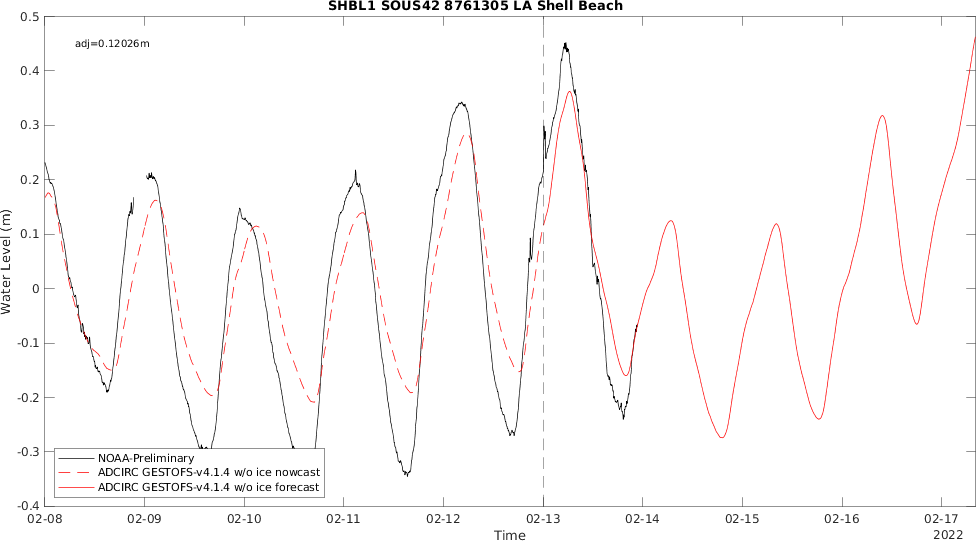 SHBL1 SOUS42 8761305 LA Shell Beach
adj=0.12026m
0.5
0.4
0.3
0.2
0.1
0
-0.1
-0.2
-0.3
-0.4
Water Level (m)
NOAA-Preliminary
ADCIRC GESTOFS-v4.1.4 w/o ice nowcast
ADCIRC GESTOFS-v4.1.4 w/o ice forecast
02-08 02-09 02-10 02-11 02-12 02-13 02-14 02-15 02-16 02-17
Time
2022